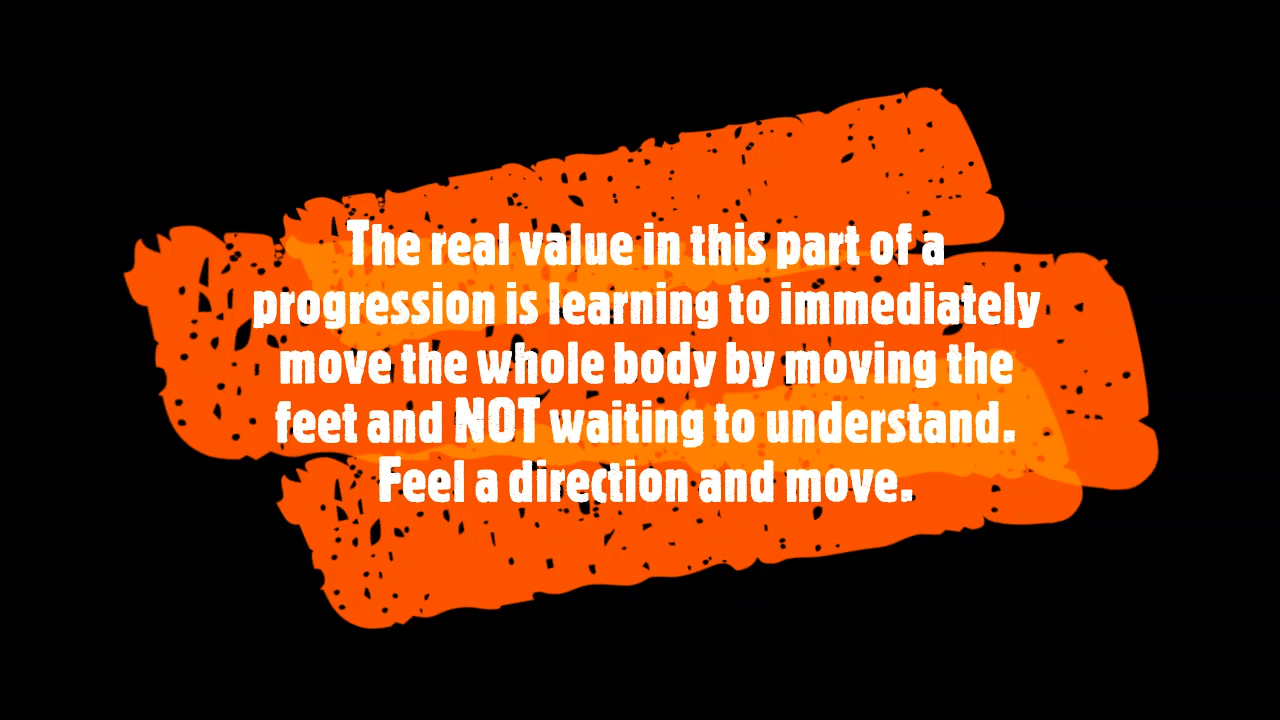 The real value in this part of a
progression is learning to immediately
move the whole body by moving the
feet and NOT waiting to understand.
Feel a direction and move.